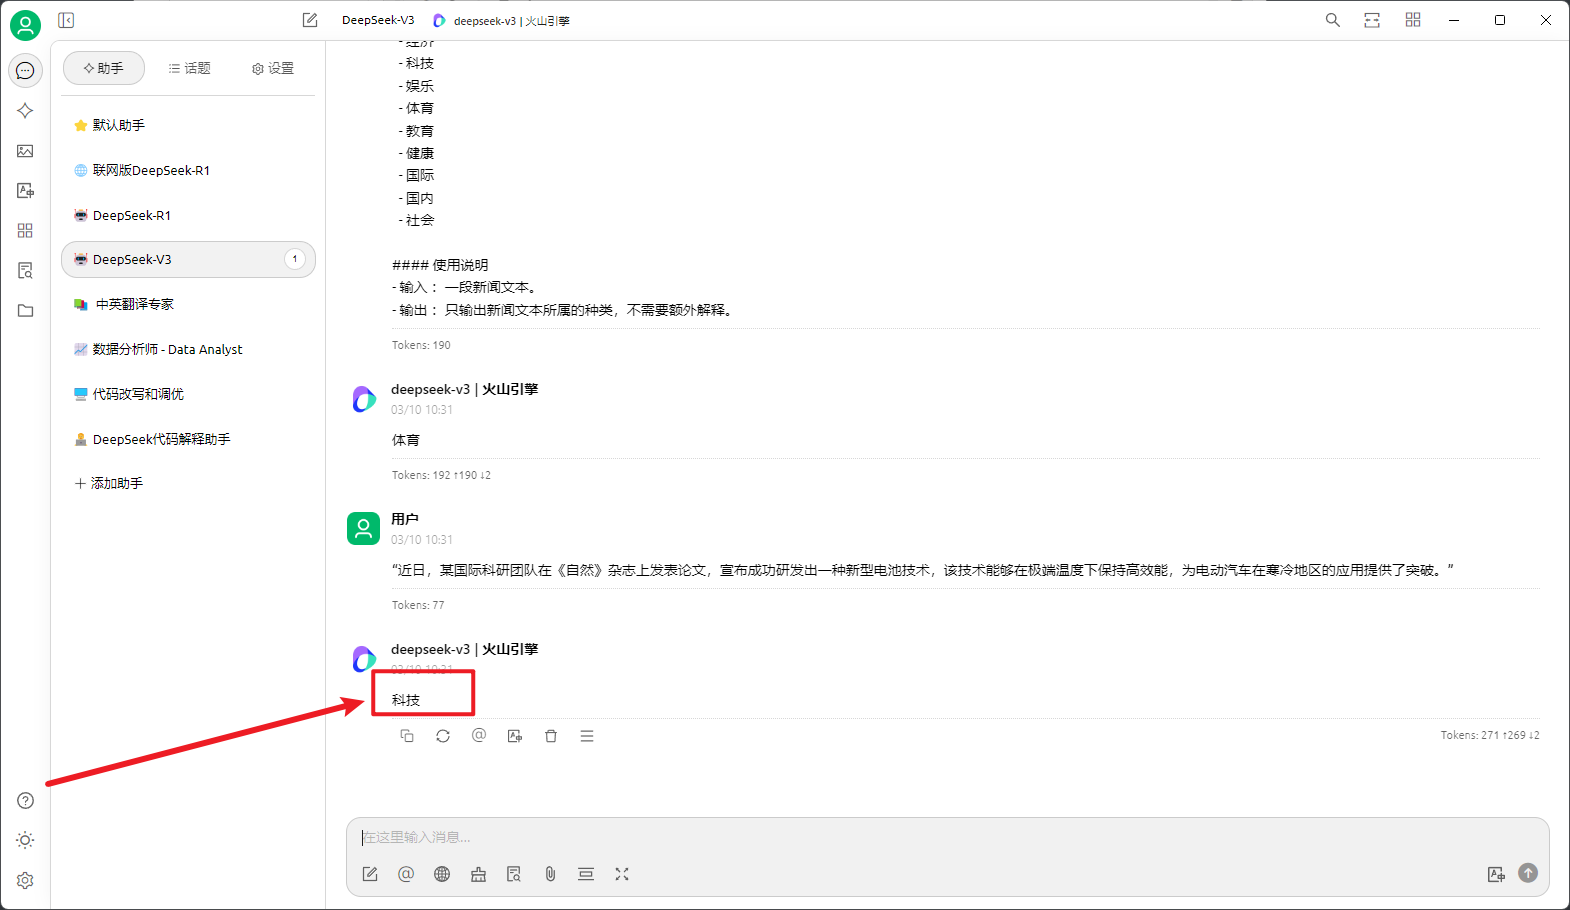 DeepSeek-V3
deepseek-v3 | 火山引擎
助手
话题
设置
默认助手
联网版DeepSeek-R1
DeepSeek-R1
DeepSeek-V3
1
中英翻译专家
数据分析师 - Data Analyst
代码改写和调优
DeepSeek代码解释助手
添加助手
- 经济
- 科技
- 娱乐
- 体育
- 教育
- 健康
- 国际
- 国内
- 社会
#### 使用说明
- 输入： 一段新闻文本。
- 输出： 只输出新闻文本所属的种类，不需要额外解释。
Tokens: 190
deepseek-v3 | 火山引擎
03/10 10:31
体育
Tokens: 192 ↑190 ↓2
用户
03/10 10:31
“近日，某国际科研团队在《自然》杂志上发表论文，宣布成功研发出一种新型电池技术，该技术能够在极端温度下保持高效能，为电动汽车在寒冷地区的应用提供了突破。”
Tokens: 77
deepseek-v3 | 火山引擎
03/10 10:31
科技
Tokens: 271 ↑269 ↓2
在这里输入消息...